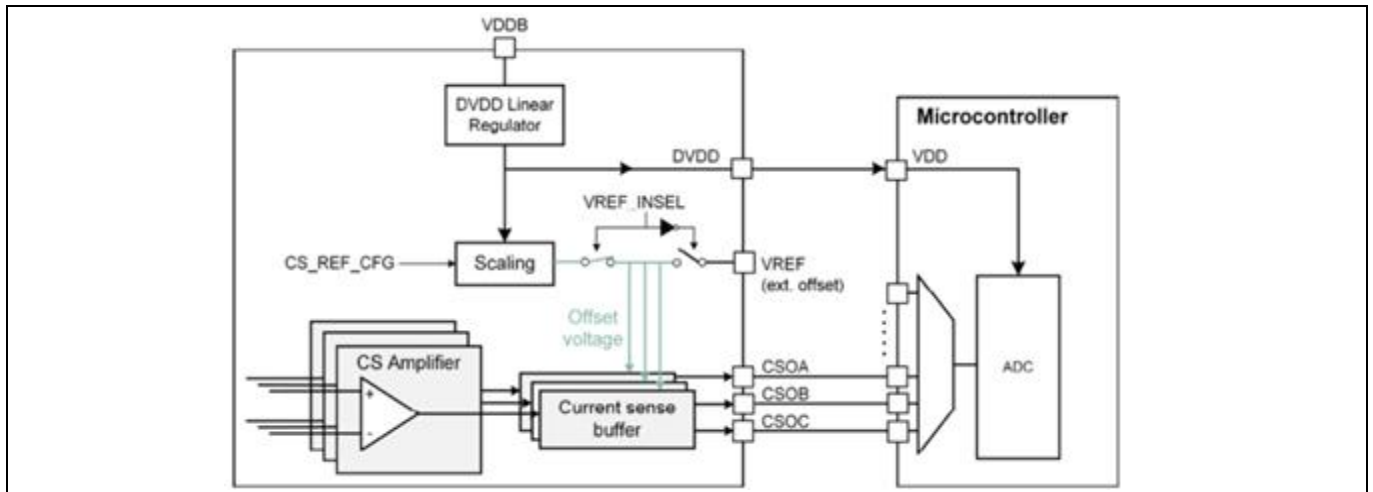 VDDB
DVDD Linear
Regulator
Microcontroller
DVDD
VDD
VREF_INSEL
CS_REF_CFG
Scaling
VREF
(ext. offset)
Offset
voltage
CS Amplifier
+
-
Current sense
buffer
CSOA
CSOB
CSOC
ADC